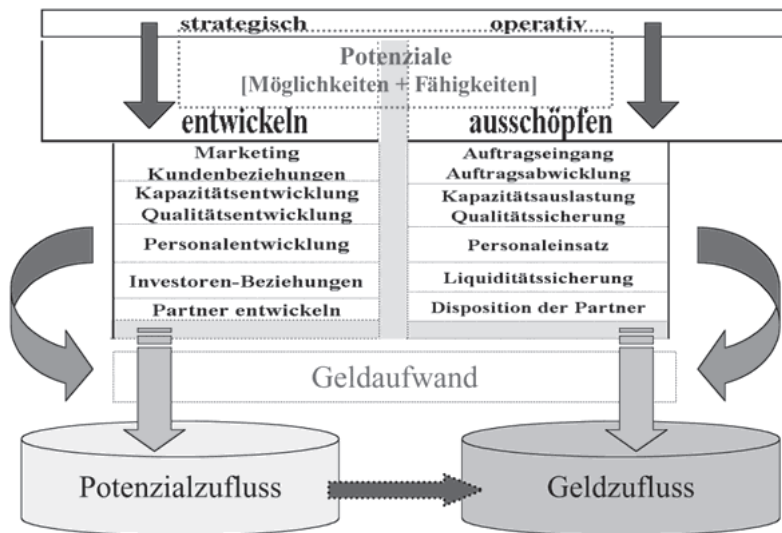 strategisch operativ
Potenziale
[Möglichkeiten + Fähigkeiten]
entwickeln ausschöpfen
Marketing
Kundenbeziehungen
Kapazitätsentwicklung
Qualitätsentwicklung
Personalentwicklung
Investoren-Beziehungen
Partner entwickeln
Auftragseingang
Auftragsabwicklung
Kapazitätsauslastung
Qualitätssicherung
Personaleinsatz
Liquiditätssicherung
Disposition der Partner
Geldaufwand
Potenzialzufluss
Geldzufluss